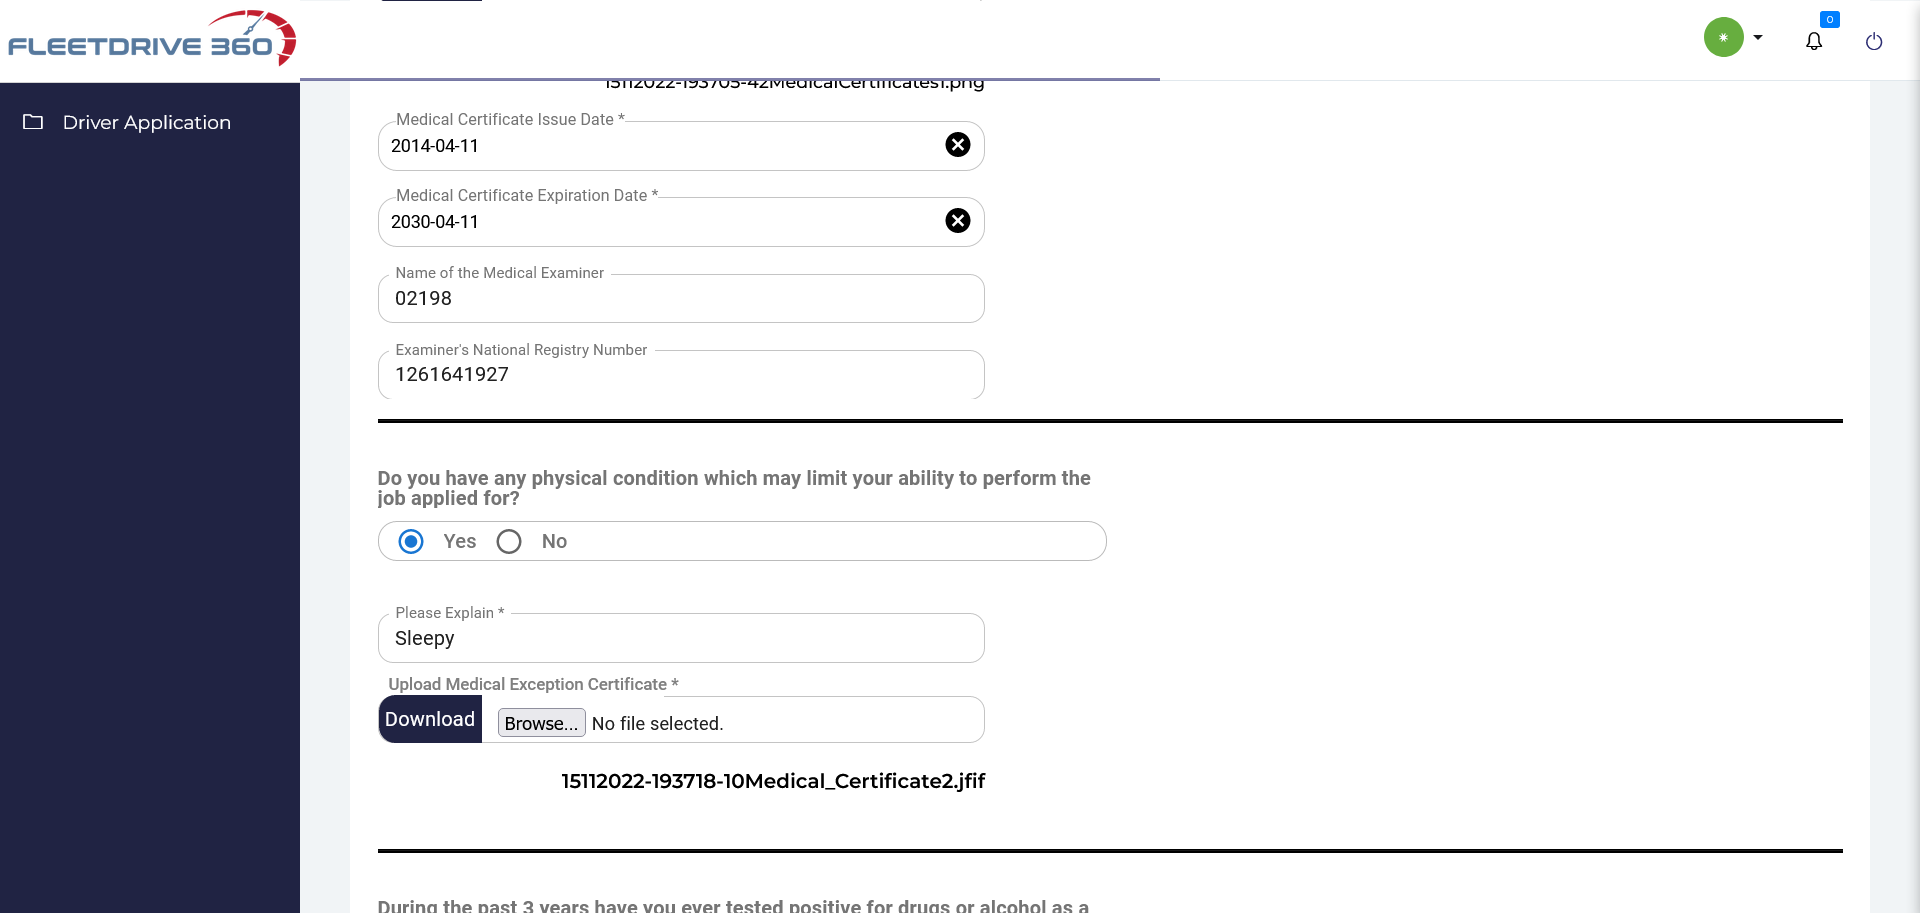 FLEETDRIVE 360
0
Driver Application
15112022-193705-42MedicalCertificates1.png
Medical Certificate Issue Date *
2014-04-11
Medical Certificate Expiration Date *
2030-04-11
Name of the Medical Examiner
02198
Examiner's National Registry Number
1261641927
Do you have any physical condition which may limit your ability to perform the
job applied for?
Yes No
Please Explain *
Sleepy
Upload Medical Exception Certificate *
Download Browse... No file selected.
15112022-193718-10Medical_Certificate2.jfif
During the past 3 years have you ever tested positive for drugs or alcohol as a